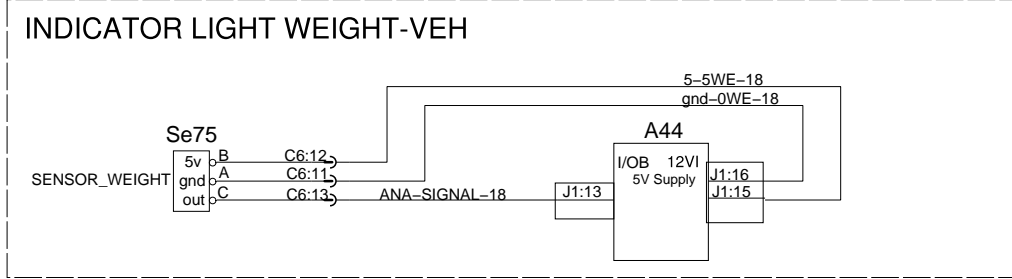 INDICATOR LIGHT WEIGHT-VEH
5−5WE−18
gnd−0WE−18
Se75
A44
SENSOR_WEIGHT
5v
B
C6:12
gnd
A
C6:11
out
C
C6:13
ANA−SIGNAL−18
J1:13
I/OB 12VI
5V Supply
J1:16
J1:15